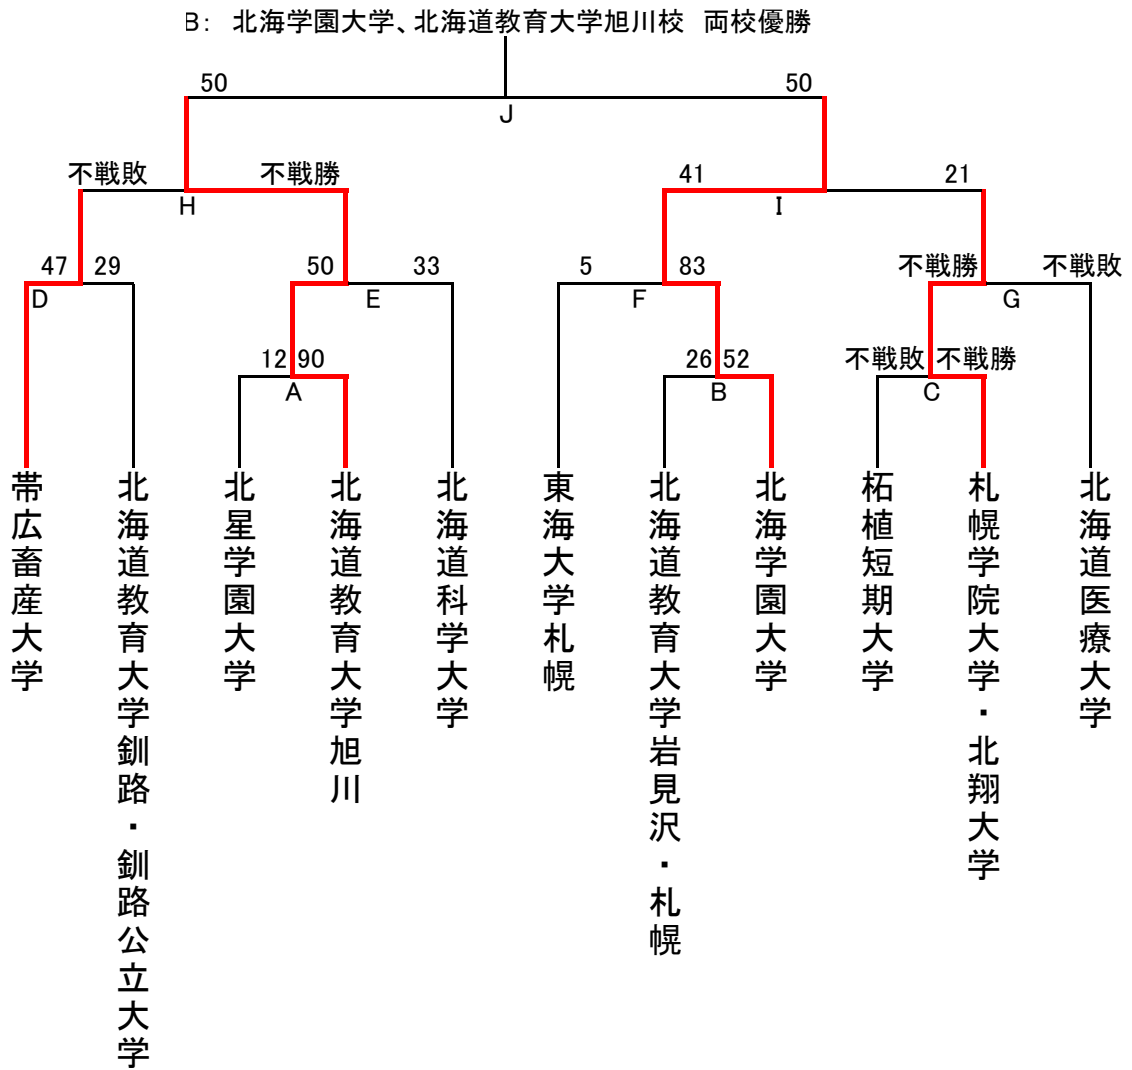 B: 北海学園大学、北海道教育大学旭川校 両校優勝
50 50
J
不戦敗 不戦勝 41 21
H I
47 29 50 33 5 83 不戦勝 不戦敗
D E F G
12 90 26 52 不戦敗 不戦勝
A B C
帯広畜産大学
北海道教育大学釧路・釧路公立大学
北星学園大学
北海道教育大学旭川
北海道科学大学
東海大学札幌
北海道教育大学岩見沢・札幌
北海学園大学
柘植短期大学
札幌学院大学・北翔大学
北海道医療大学